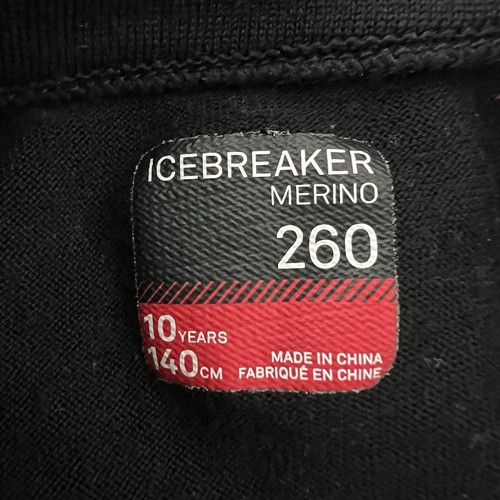 ICEBREAKER
MERINO
260
10 YEARS
140 CM
MADE IN CHINA
FABRIQUÉ EN CHINE